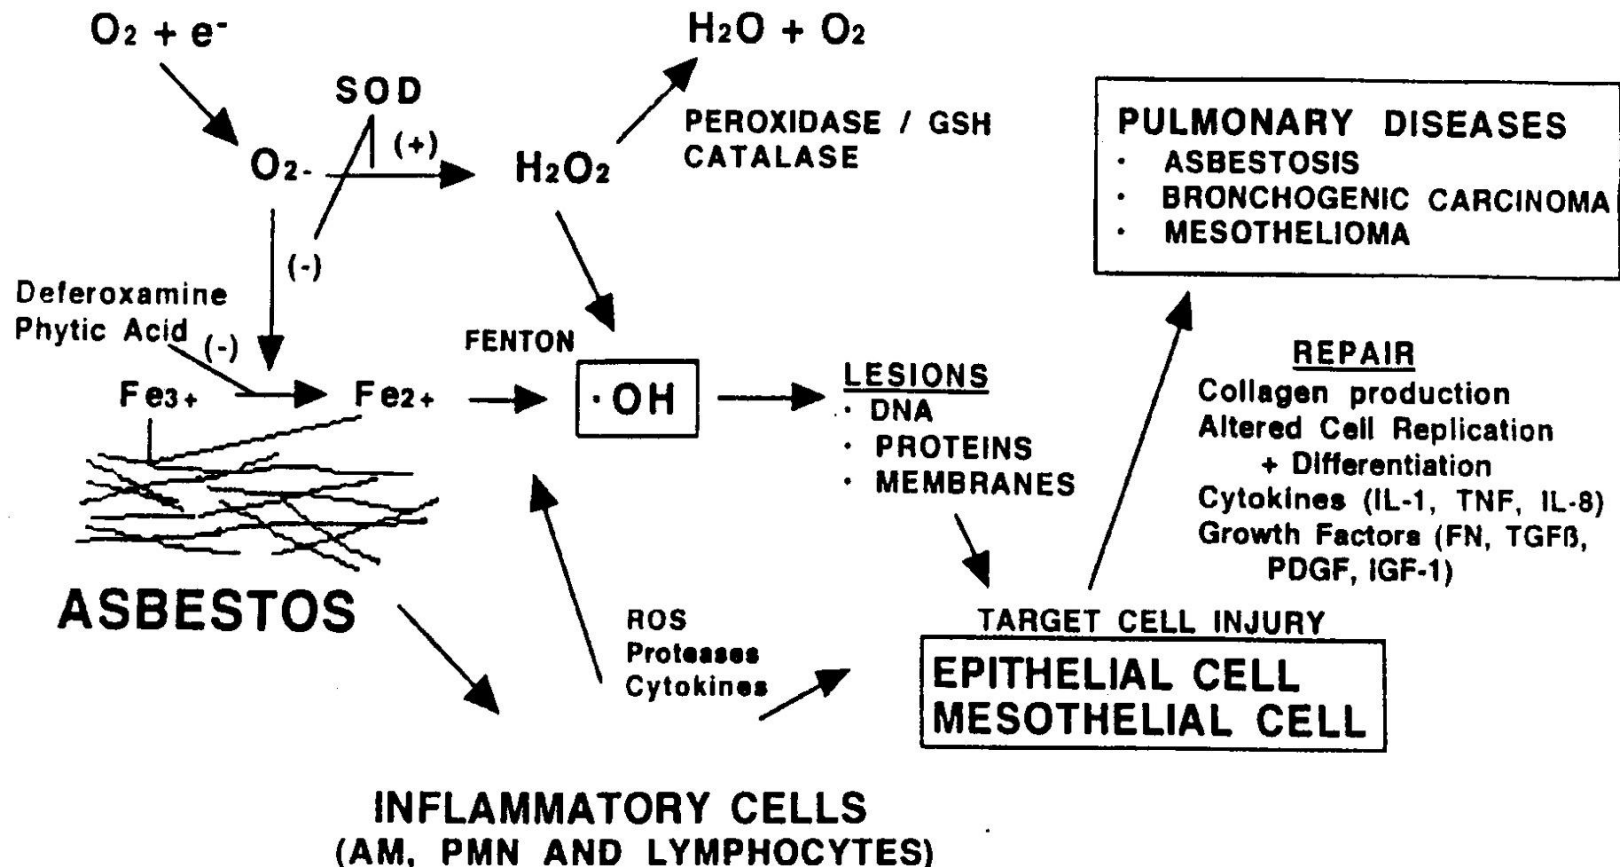 O2 + e-
H2O + O2
SOD
(+)
O2-
H2O2
PEROXIDASE / GSH
CATALASE
PULMONARY DISEASES
· ASBESTOSIS
· BRONCHOGENIC CARCINOMA
· MESOTHELIOMA
(-)
Deferoxamine
Phytic Acid
(-)
FENTON
Fe3+
Fe2+
·OH
LESIONS
· DNA
· PROTEINS
· MEMBRANES
REPAIR
Collagen production
Altered Cell Replication
+ Differentiation
Cytokines (IL-1, TNF, IL-8)
Growth Factors (FN, TGFß,
PDGF, IGF-1)
ASBESTOS
ROS
Proteases
Cytokines
TARGET CELL INJURY
EPITHELIAL CELL
MESOTHELIAL CELL
INFLAMMATORY CELLS
(AM, PMN AND LYMPHOCYTES)